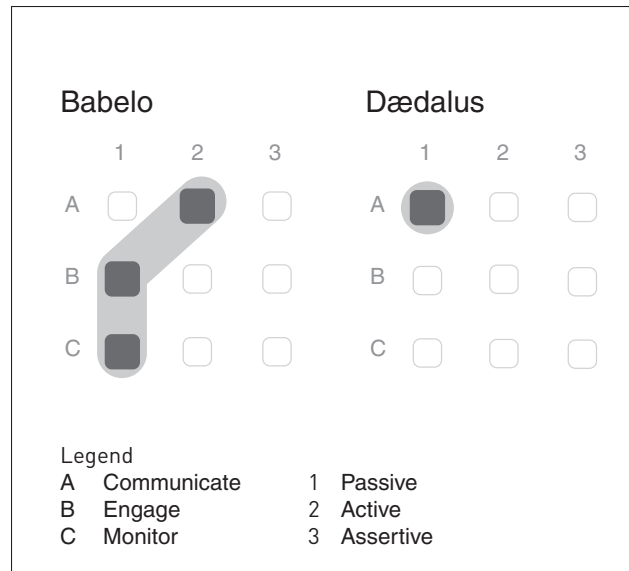 Babelo Dædalus
1 2 3 1 2 3
A A
B B
C C
Legend
A Communicate 1 Passive
B Engage 2 Active
C Monitor 3 Assertive